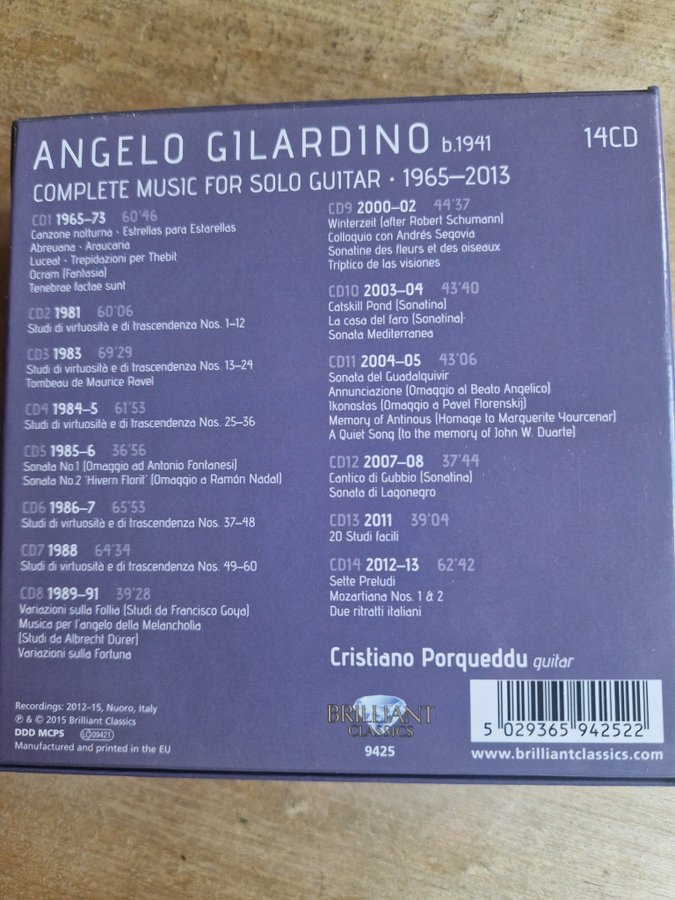 ANGELO GILARDINO b.1941
14CD
COMPLETE MUSIC FOR SOLO GUITAR · 1965–2013
CD1 1965–73 60'46
Canzone notturna · Estrellas para Estarellas
Abreuana · Araucaria
Luceat · Trepidazioni per Thebit
Ocram (Fantasia)
Tenebrae factae sunt
CD2 1981 60'06
Studi di virtuosità e di trascendenza Nos. 1–12
CD3 1983 69'29
Studi di virtuosità e di trascendenza Nos. 13–24
Tombeau de Maurice Ravel
CD4 1984–5 61'53
Studi di virtuosità e di trascendenza Nos. 25–36
CD5 1985–6 36'56
Sonata No.1 (Omaggio ad Antonio Fontanesi)
Sonata No.2 'Hivern Florit' (Omaggio a Ramón Nadal)
CD6 1986–7 65'53
Studi di virtuosità e di trascendenza Nos. 37–48
CD7 1988 64'34
Studi di virtuosità e di trascendenza Nos. 49–60
CD8 1989–91 39'28
Variazioni sulla Follia (Studi da Francisco Goya)
Musica per l'angelo della Melancholia
(Studi da Albrecht Dürer)
Variazioni sulla Fortuna
CD9 2000–02 44'37
Winterzeit (after Robert Schumann)
Colloquio con Andrés Segovia
Sonatine des fleurs et des oiseaux
Tríptico de las visiones
CD10 2003–04 43'40
Catskill Pond (Sonatina)
La casa del faro (Sonatina)
Sonata Mediterranea
CD11 2004–05 43'06
Sonata del Guadalquivir
Annunciazione (Omaggio al Beato Angelico)
Ikonostas (Omaggio a Pavel Florenskij)
Memory of Antinous (Homage to Marguerite Yourcenar)
A Quiet Song (to the memory of John W. Duarte)
CD12 2007–08 37'44
Cantico di Gubbio (Sonatina)
Sonata di Lagonegro
CD13 2011 39'04
20 Studi facili
CD14 2012–13 62'42
Sette Preludi
Mozartiana Nos. 1 & 2
Due ritratti italiani
Cristiano Porqueddu guitar
Recordings: 2012–15, Nuoro, Italy
℗ & © 2015 Brilliant Classics
DDD MCPS LC 09421
Manufactured and printed in the EU
BRILLIANT
CLASSICS
9425
5 029365 942522
www.brilliantclassics.com